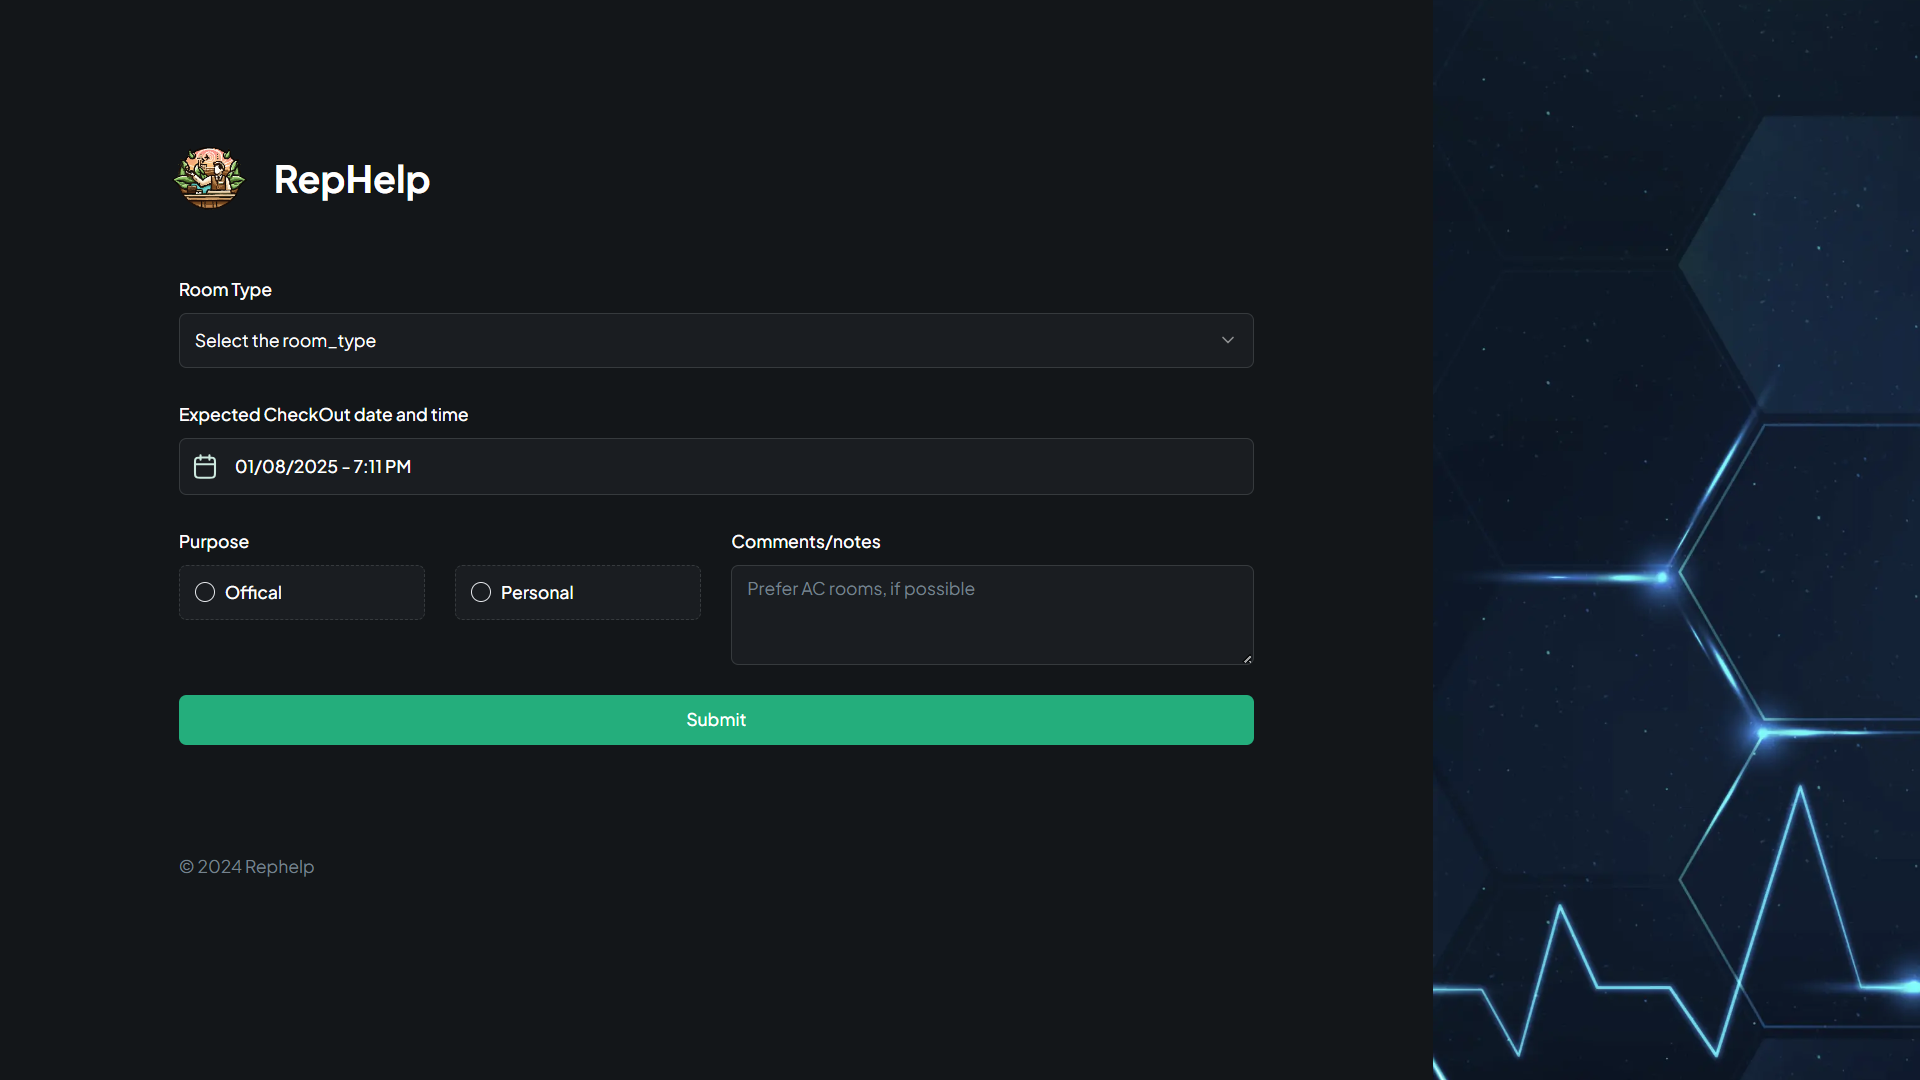 RepHelp
Room Type
Select the room_type
Expected CheckOut date and time
01/08/2025 - 7:11 PM
Purpose
Offical
Personal
Comments/notes
Prefer AC rooms, if possible
Submit
© 2024 Rephelp